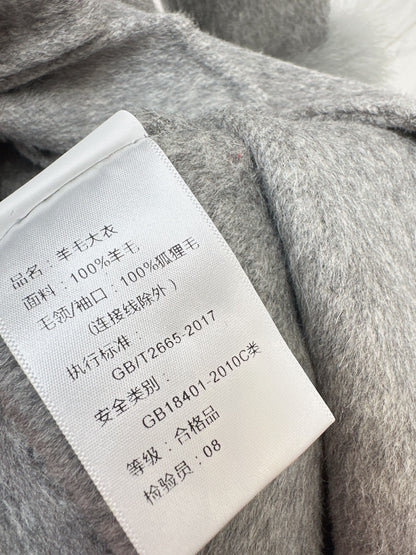 品名：羊毛大衣
面料：100%羊毛
毛领/袖口：100%狐狸毛
(连接线除外)
执行标准：
GB/T2665-2017
安全类别：
GB18401-2010C类
等级：合格品
检验员：08